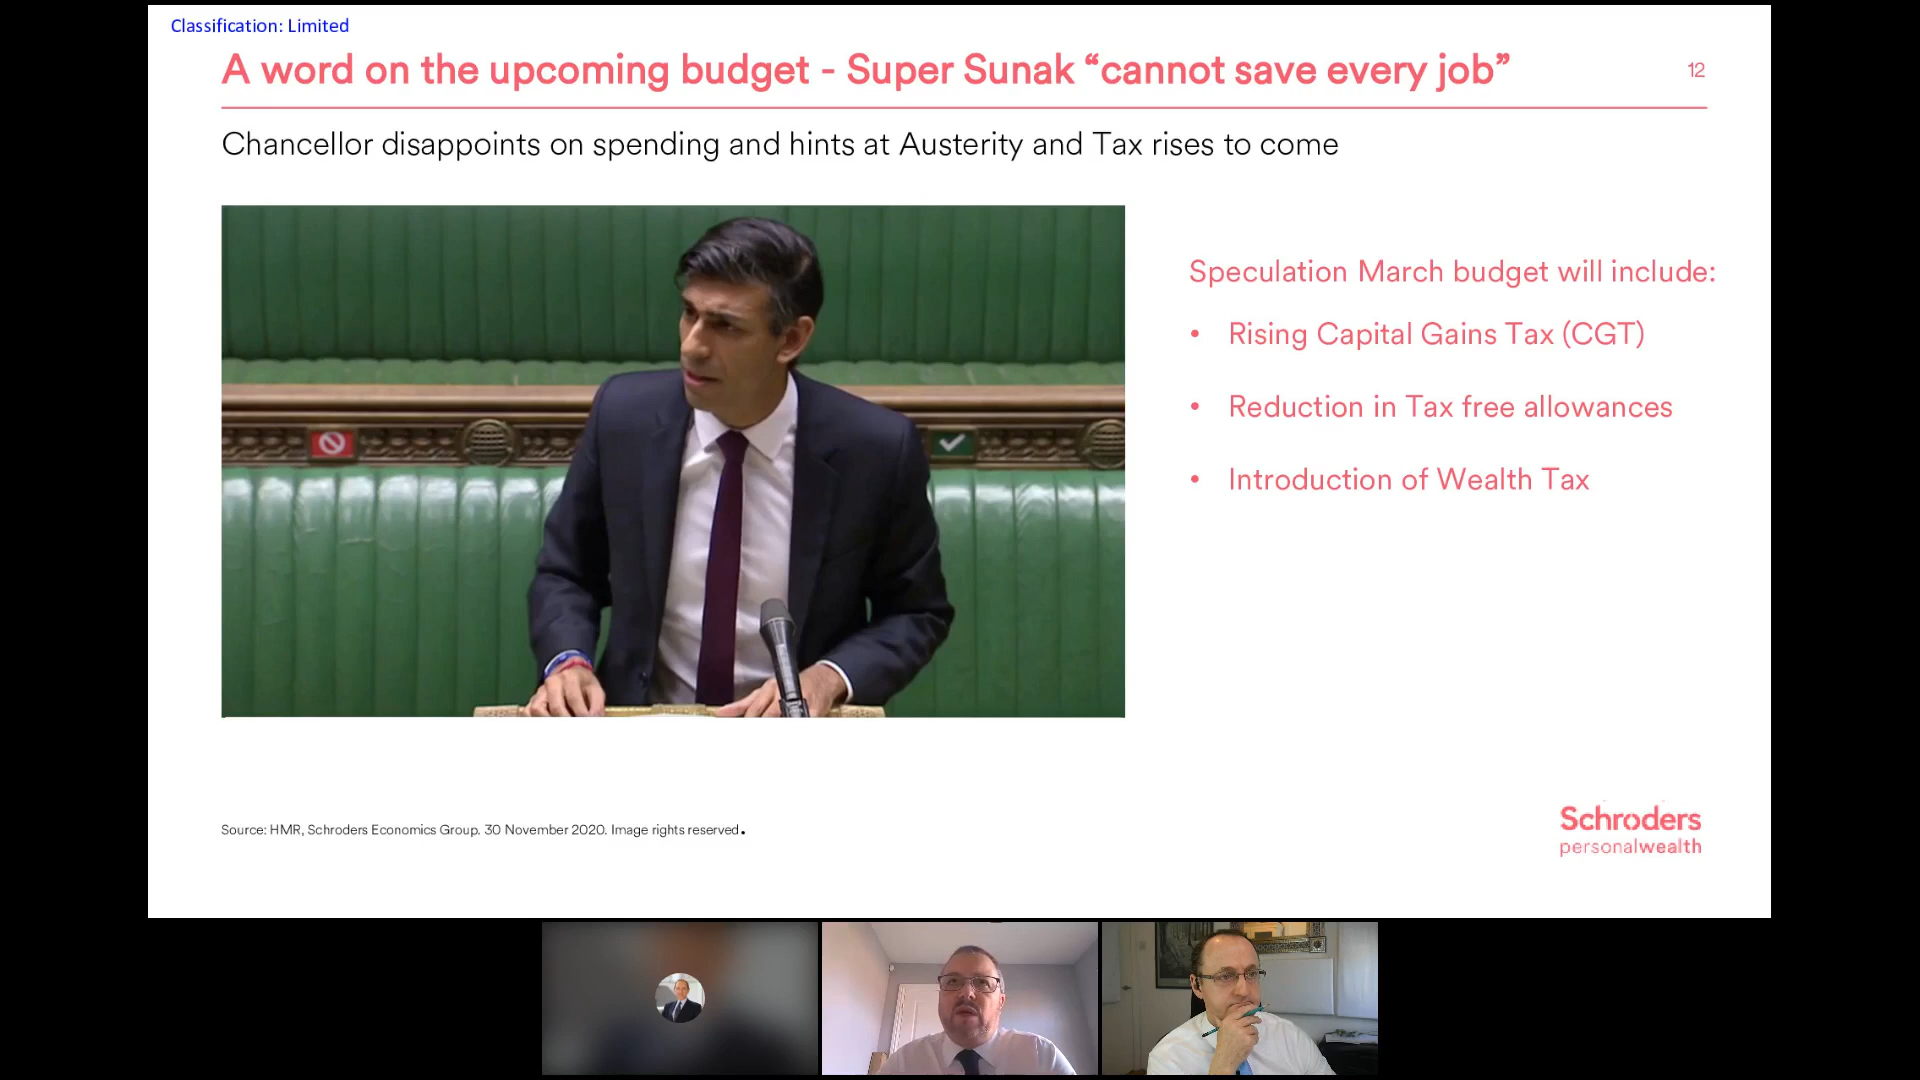 Classification: Limited
A word on the upcoming budget - Super Sunak “cannot save every job”
12
Chancellor disappoints on spending and hints at Austerity and Tax rises to come
Speculation March budget will include:
• Rising Capital Gains Tax (CGT)
• Reduction in Tax free allowances
• Introduction of Wealth Tax
Source: HMR, Schroders Economics Group. 30 November 2020. Image rights reserved.
Schroders
personalwealth